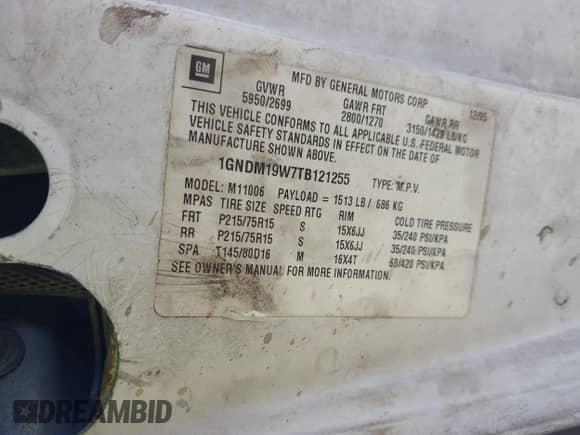 GM
MFD BY GENERAL MOTORS CORP 12/95
GVWR GAWR FRT GAWR RR
5950/2699 2800/1270 3150/1429 LB/KG
THIS VEHICLE CONFORMS TO ALL APPLICABLE U.S. FEDERAL MOTOR
VEHICLE SAFETY STANDARDS IN EFFECT ON THE DATE OF
MANUFACTURE SHOWN ABOVE.
1GNDM19W7TB121255 TYPE: M.P.V.
MODEL: M11006 PAYLOAD = 1513 LB / 686 KG
MPAS TIRE SIZE SPEED RTG RIM COLD TIRE PRESSURE
FRT P215/75R15 S 15X6JJ 35/240 PSI/KPA
RR P215/75R15 S 15X6JJ 35/240 PSI/KPA
SPA T145/80D16 M 16X4T 60/420 PSI/KPA
SEE OWNER'S MANUAL FOR MORE INFORMATION.
DREAMBID